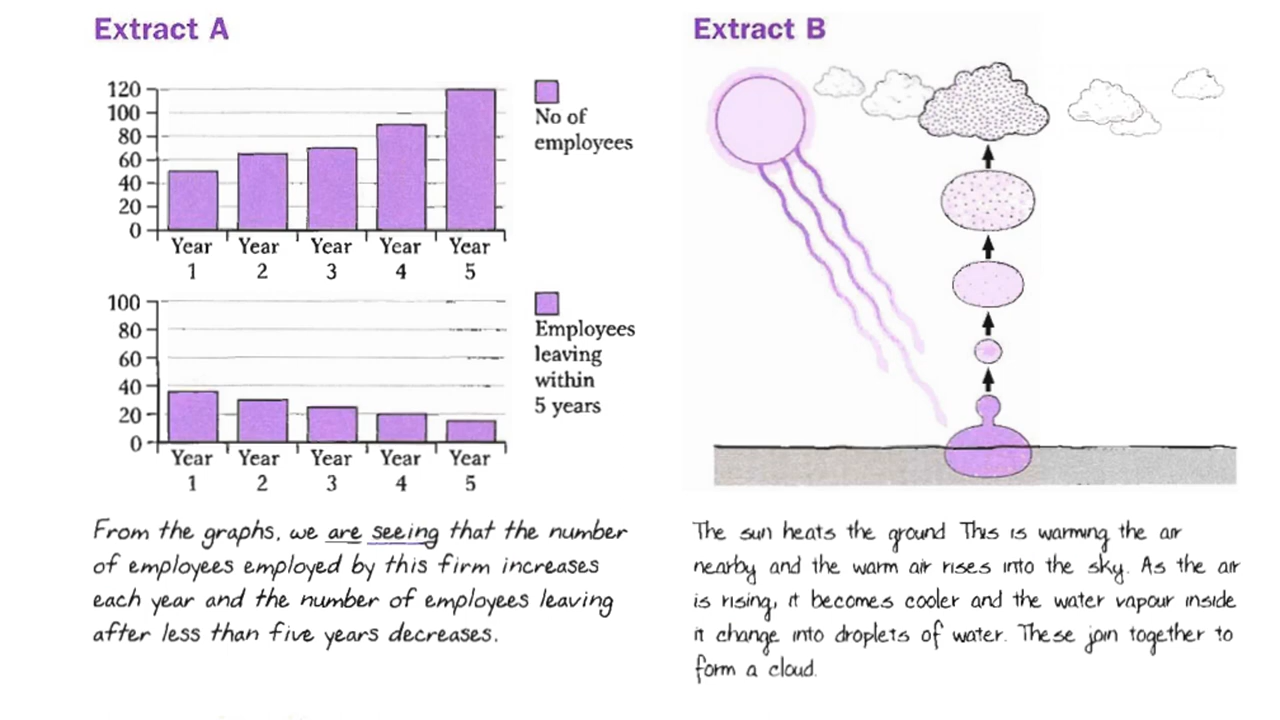 Extract A
120
100
80
60
40
20
0
Year 1
Year 2
Year 3
Year 4
Year 5
No of
employees
100
80
60
40
20
0
Year 1
Year 2
Year 3
Year 4
Year 5
Employees
leaving
within
5 years
From the graphs, we are seeing that the number
of employees employed by this firm increases
each year and the number of employees leaving
after less than five years decreases.
Extract B
The sun heats the ground This is warming the air
nearby and the warm air rises into the sky. As the air
is rising, it becomes cooler and the water vapour inside
it change into droplets of water. These join together to
form a cloud.